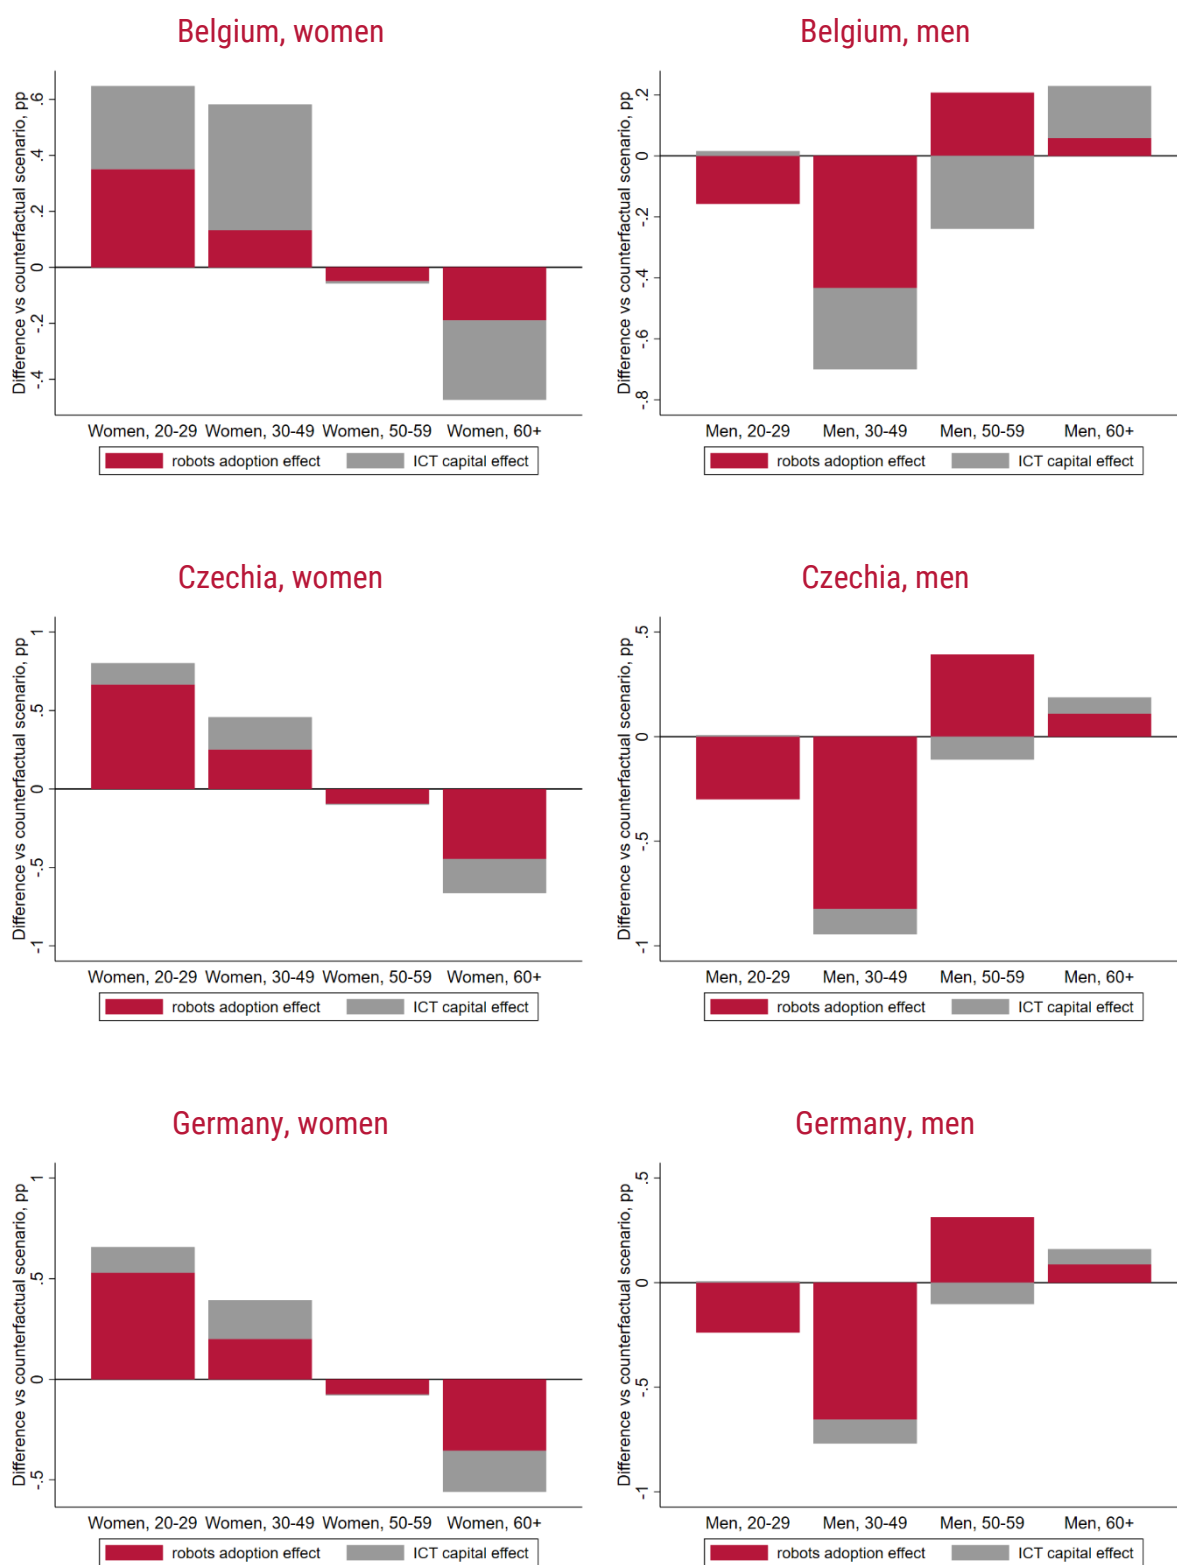 Belgium, women
Difference vs counterfactual scenario, pp
.6
.4
.2
0
-.2
-.4
Women, 20-29 Women, 30-49 Women, 50-59 Women, 60+
robots adoption effect ICT capital effect
Belgium, men
Difference vs counterfactual scenario, pp
.2
0
-.2
-.4
-.6
-.8
Men, 20-29 Men, 30-49 Men, 50-59 Men, 60+
robots adoption effect ICT capital effect
Czechia, women
Difference vs counterfactual scenario, pp
1
.5
0
-.5
-1
Women, 20-29 Women, 30-49 Women, 50-59 Women, 60+
robots adoption effect ICT capital effect
Czechia, men
Difference vs counterfactual scenario, pp
.5
0
-.5
-1
Men, 20-29 Men, 30-49 Men, 50-59 Men, 60+
robots adoption effect ICT capital effect
Germany, women
Difference vs counterfactual scenario, pp
1
.5
0
-.5
Women, 20-29 Women, 30-49 Women, 50-59 Women, 60+
robots adoption effect ICT capital effect
Germany, men
Difference vs counterfactual scenario, pp
.5
0
-.5
-1
Men, 20-29 Men, 30-49 Men, 50-59 Men, 60+
robots adoption effect ICT capital effect